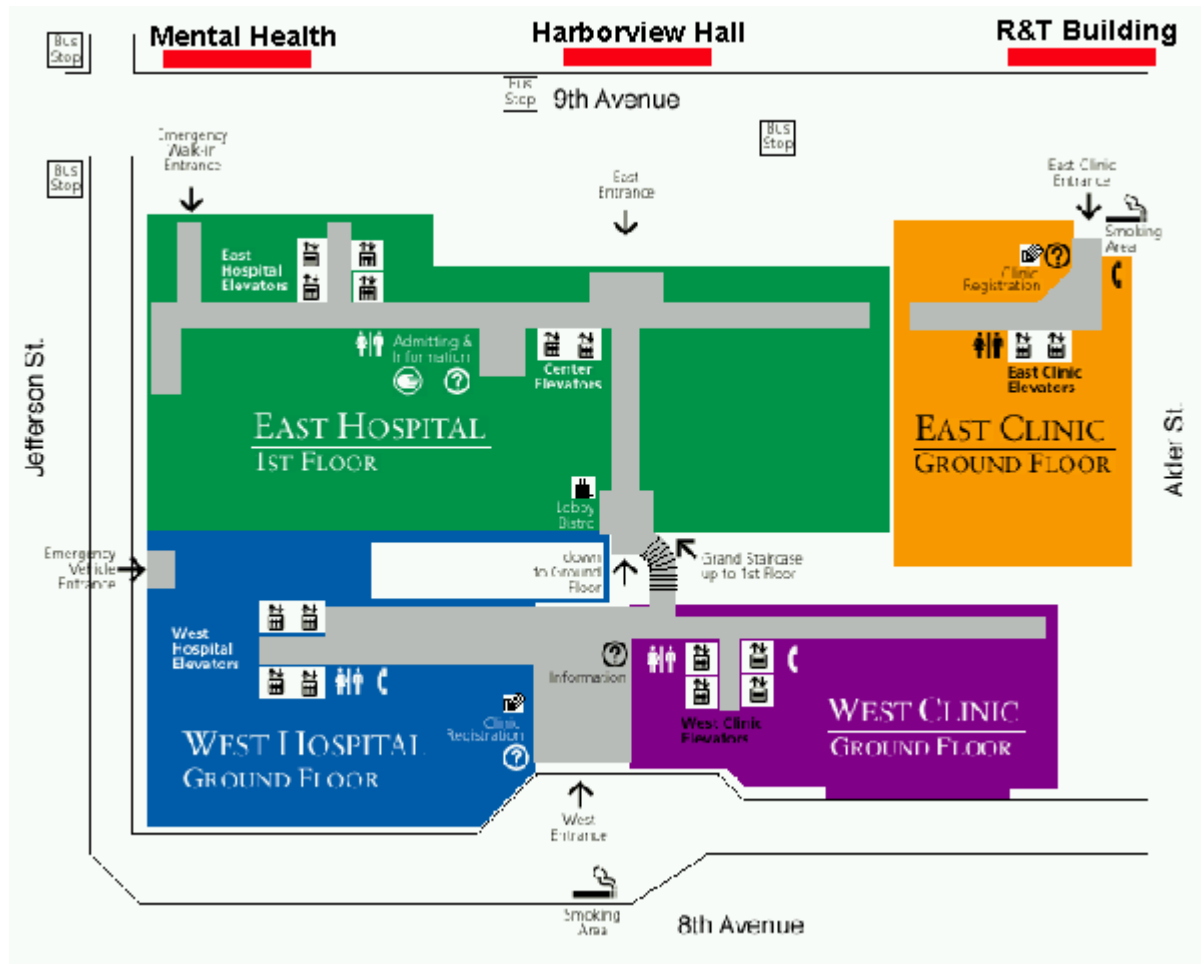 Mental Health
Harborview Hall
R&T Building
Bus
Stop
Bus
Stop
9th Avenue
Bus
Stop
Emergency
Walk-in
Entrance
Bus
Stop
East
Entrance
East Clinic
Entrance
Smoking
Area
East
Hospital
Elevators
Clinic
Registration
Admitting &
Information
Center
Elevators
East Clinic
Elevators
EAST HOSPITAL
1ST FLOOR
EAST CLINIC
GROUND FLOOR
Jefferson St.
Alder St.
Lobby
Bistro
Emergency
Vehicle
Entrance
down
to Ground
Floor
Grand Staircase
up to 1st Floor
West
Hospital
Elevators
Information
Clinic
Registration
West Clinic
Elevators
WEST HOSPITAL
GROUND FLOOR
WEST CLINIC
GROUND FLOOR
West
Entrance
Smoking
Area
8th Avenue